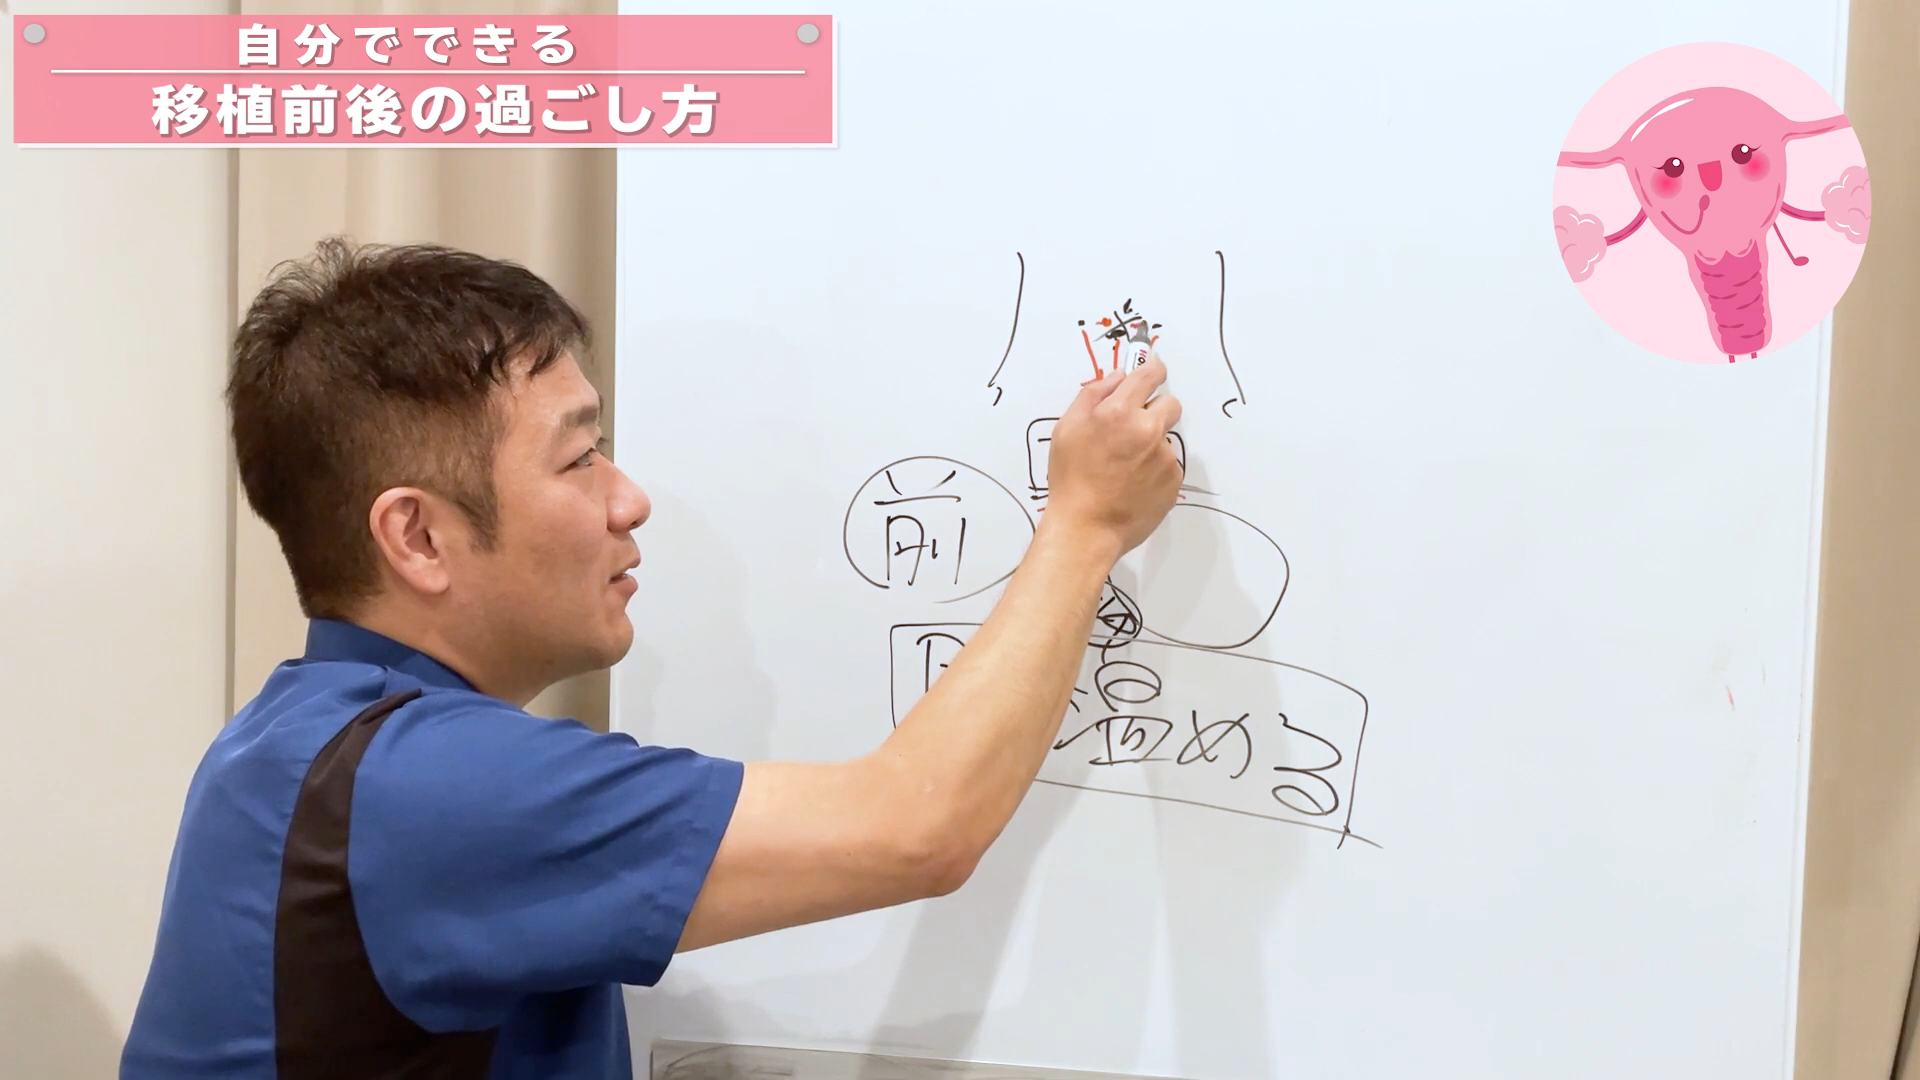 自分でできる
移植前後の過ごし方
前
温める